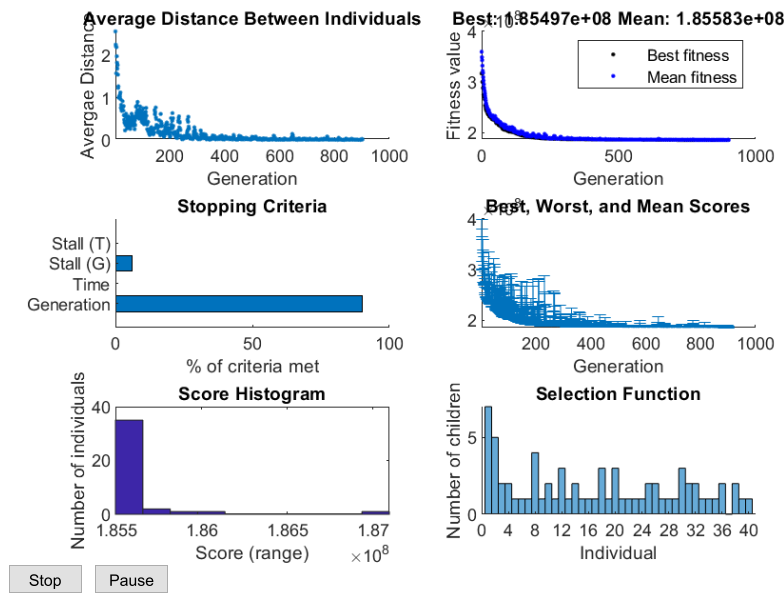 Average Distance Between Individuals
Avergae Distance
2
1
0
200 400 600 800 1000
Generation
Best: 1.85497e+08 Mean: 1.85583e+08
×10⁸
Fitness value
4
3
2
0 500 1000
Generation
Best fitness
Mean fitness
Stopping Criteria
Stall (T)
Stall (G)
Time
Generation
0 50 100
% of criteria met
Best, Worst, and Mean Scores
×10⁸
4
3
2
200 400 600 800 1000
Generation
Score Histogram
Number of individuals
40
20
0
1.855 1.86 1.865 1.87
Score (range)
×10⁸
Selection Function
Number of children
5
0
0 4 8 12 16 20 24 28 32 36 40
Individual
Stop Pause